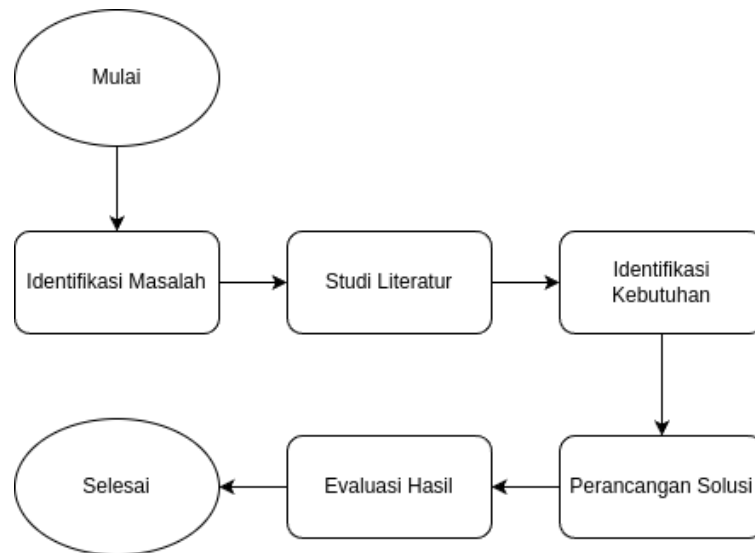 Mulai
Identifikasi Masalah
Studi Literatur
Identifikasi
Kebutuhan
Perancangan Solusi
Evaluasi Hasil
Selesai